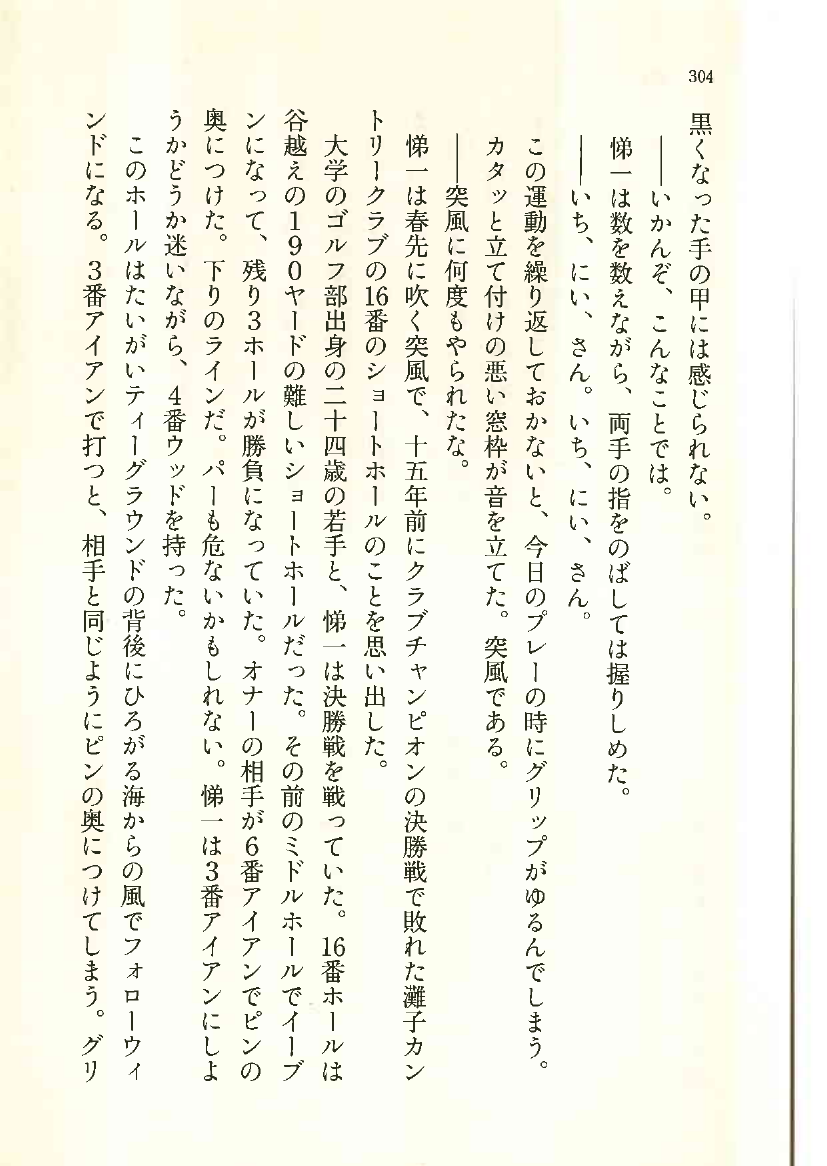 304
黒くなった手の甲には感じられない。
――いかんぞ、こんなことでは。
悌一は数を数えながら、両手の指をのばしては握りしめた。
――いち、にい、さん。いち、にい、さん。
この運動を繰り返しておかないと、今日のプレーの時にグリップがゆるんでしまう。
カタッと立て付けの悪い窓枠が音を立てた。突風である。
――突風に何度もやられたな。
悌一は春先に吹く突風で、十五年前にクラブチャンピオンの決勝戦で敗れた灘子カン
トリークラブの16番のショートホールのことを思い出した。
大学のゴルフ部出身の二十四歳の若手と、悌一は決勝戦を戦っていた。16番ホールは
谷越えの190ヤードの難しいショートホールだった。その前のミドルホールでイーブ
ンになって、残り3ホールが勝負になっていた。オナーの相手が6番アイアンでピンの
奥につけた。下りのラインだ。パーも危ないかもしれない。悌一は3番アイアンにしよ
うかどうか迷いながら、4番ウッドを持った。
このホールはたいがいティーグラウンドの背後にひろがる海からの風でフォローウィ
ンドになる。3番アイアンで打つと、相手と同じようにピンの奥につけてしまう。グリ